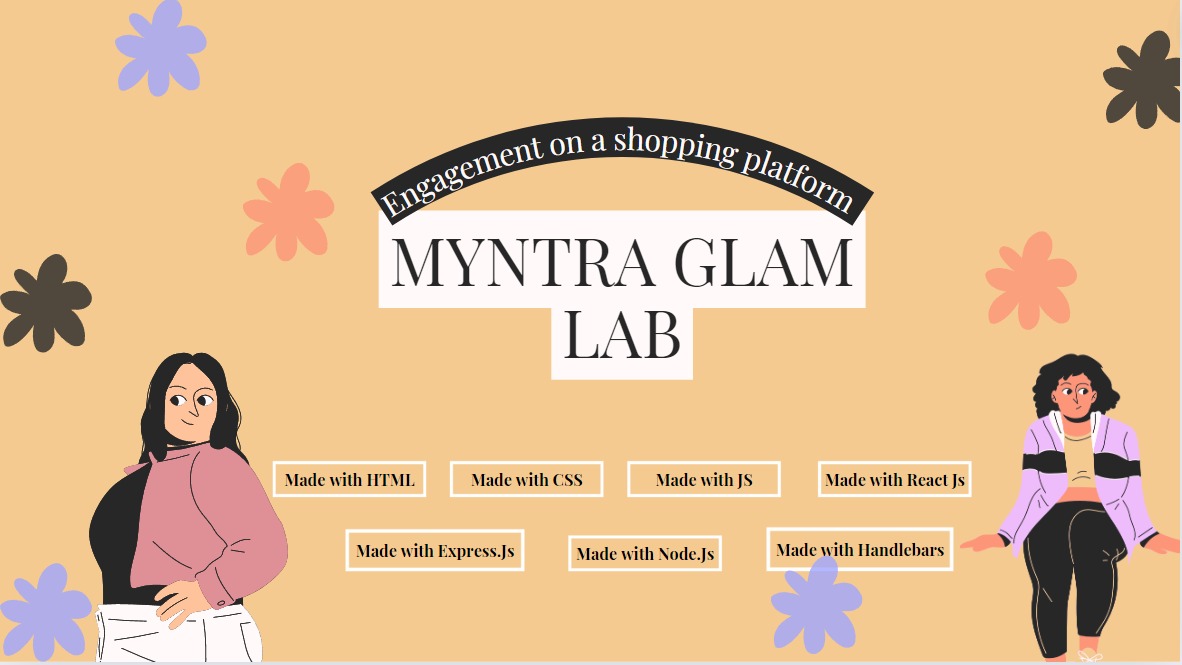 Engagement on a shopping platform
MYNTRA GLAM
LAB
Made with HTML
Made with CSS
Made with JS
Made with React Js
Made with Express.Js
Made with Node.Js
Made with Handlebars